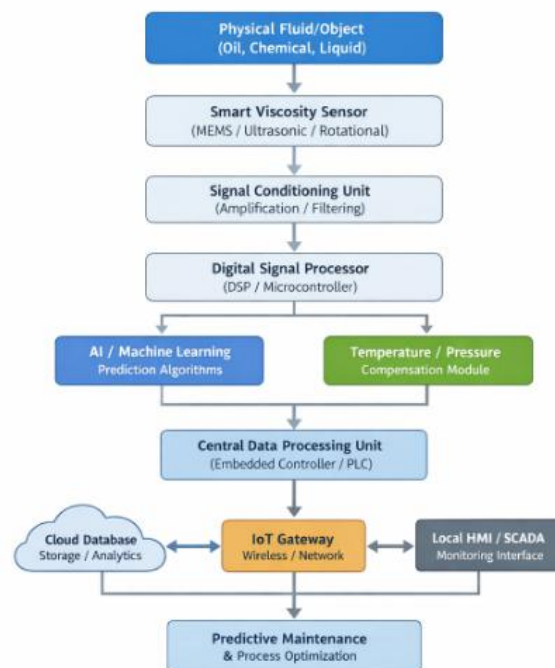 Physical Fluid/Object
(Oil, Chemical, Liquid)
Smart Viscosity Sensor
(MEMS / Ultrasonic / Rotational)
Signal Conditioning Unit
(Amplification / Filtering)
Digital Signal Processor
(DSP / Microcontroller)
AI / Machine Learning
Prediction Algorithms
Temperature / Pressure
Compensation Module
Central Data Processing Unit
(Embedded Controller / PLC)
Cloud Database
Storage / Analytics
IoT Gateway
Wireless / Network
Local HMI / SCADA
Monitoring Interface
Predictive Maintenance
& Process Optimization